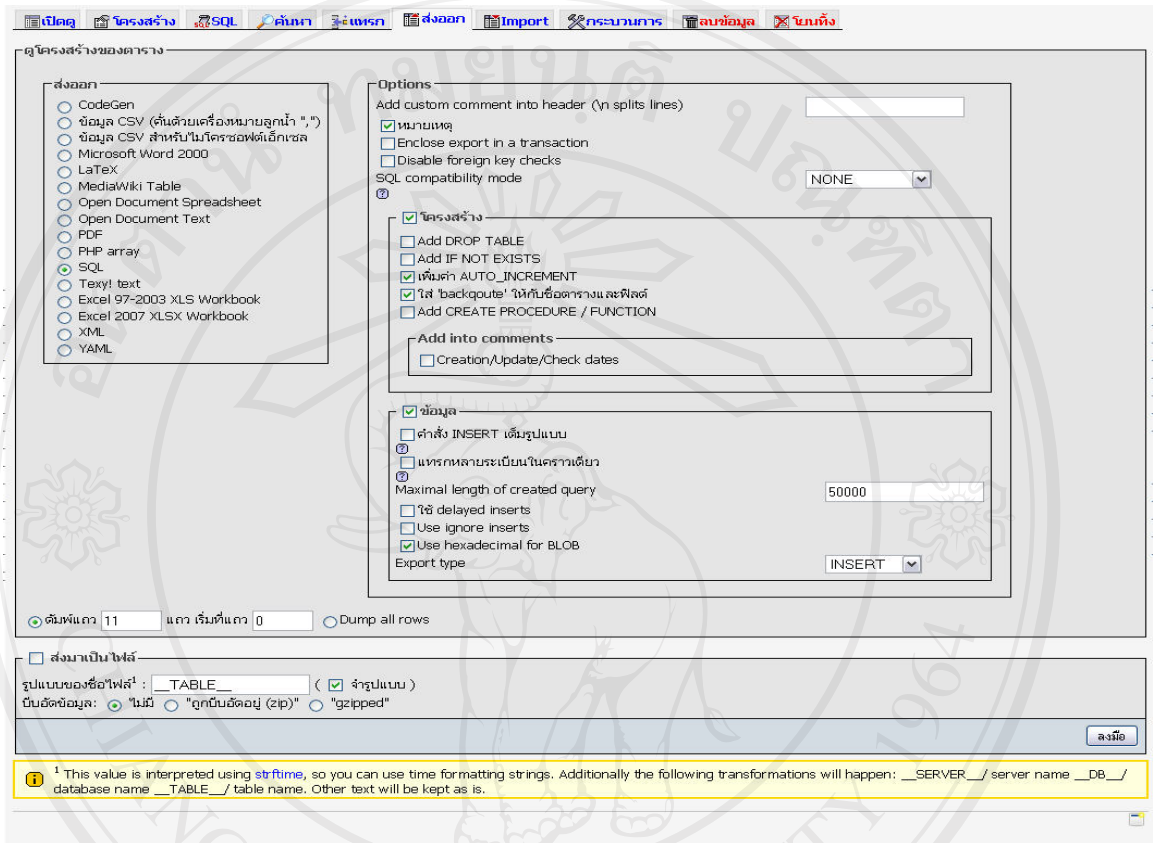 เปิดดู โครงสร้าง SQL ค้นหา แทรก ส่งออก Import กระบวนการ ลบข้อมูล โยนทิ้ง
ดูโครงสร้างของตาราง
ส่งออก
CodeGen
ข้อมูล CSV (คั่นด้วยเครื่องหมายลูกน้ำ ",")
ข้อมูล CSV สำหรับไมโครซอฟต์เอ็กเซล
Microsoft Word 2000
LaTeX
MediaWiki Table
Open Document Spreadsheet
Open Document Text
PDF
PHP array
SQL
Texy! text
Excel 97-2003 XLS Workbook
Excel 2007 XLSX Workbook
XML
YAML
Options
Add custom comment into header (\n splits lines)
หมายเหตุ
Enclose export in a transaction
Disable foreign key checks
SQL compatibility mode NONE
โครงสร้าง
Add DROP TABLE
Add IF NOT EXISTS
เพิ่มค่า AUTO_INCREMENT
ใส่ 'backqoute' ให้กับชื่อตารางและฟิลด์
Add CREATE PROCEDURE / FUNCTION
Add into comments
Creation/Update/Check dates
ข้อมูล
คำสั่ง INSERT เต็มรูปแบบ
แทรกหลายระเบียนในคราวเดียว
Maximal length of created query 50000
ใช้ delayed inserts
Use ignore inserts
Use hexadecimal for BLOB
Export type INSERT
ดัมพ์แถว 11 แถว เริ่มที่แถว 0 Dump all rows
ส่งมาเป็นไฟล์
รูปแบบของชื่อไฟล์1 : __TABLE__ ( จำรูปแบบ )
บีบอัดข้อมูล: ไม่มี "ถูกบีบอัดอยู่ (zip)" "gzipped"
ลงมือ
1 This value is interpreted using strftime, so you can use time formatting strings. Additionally the following transformations will happen: __SERVER__/ server name __DB__/
database name __TABLE__/ table name. Other text will be kept as is.